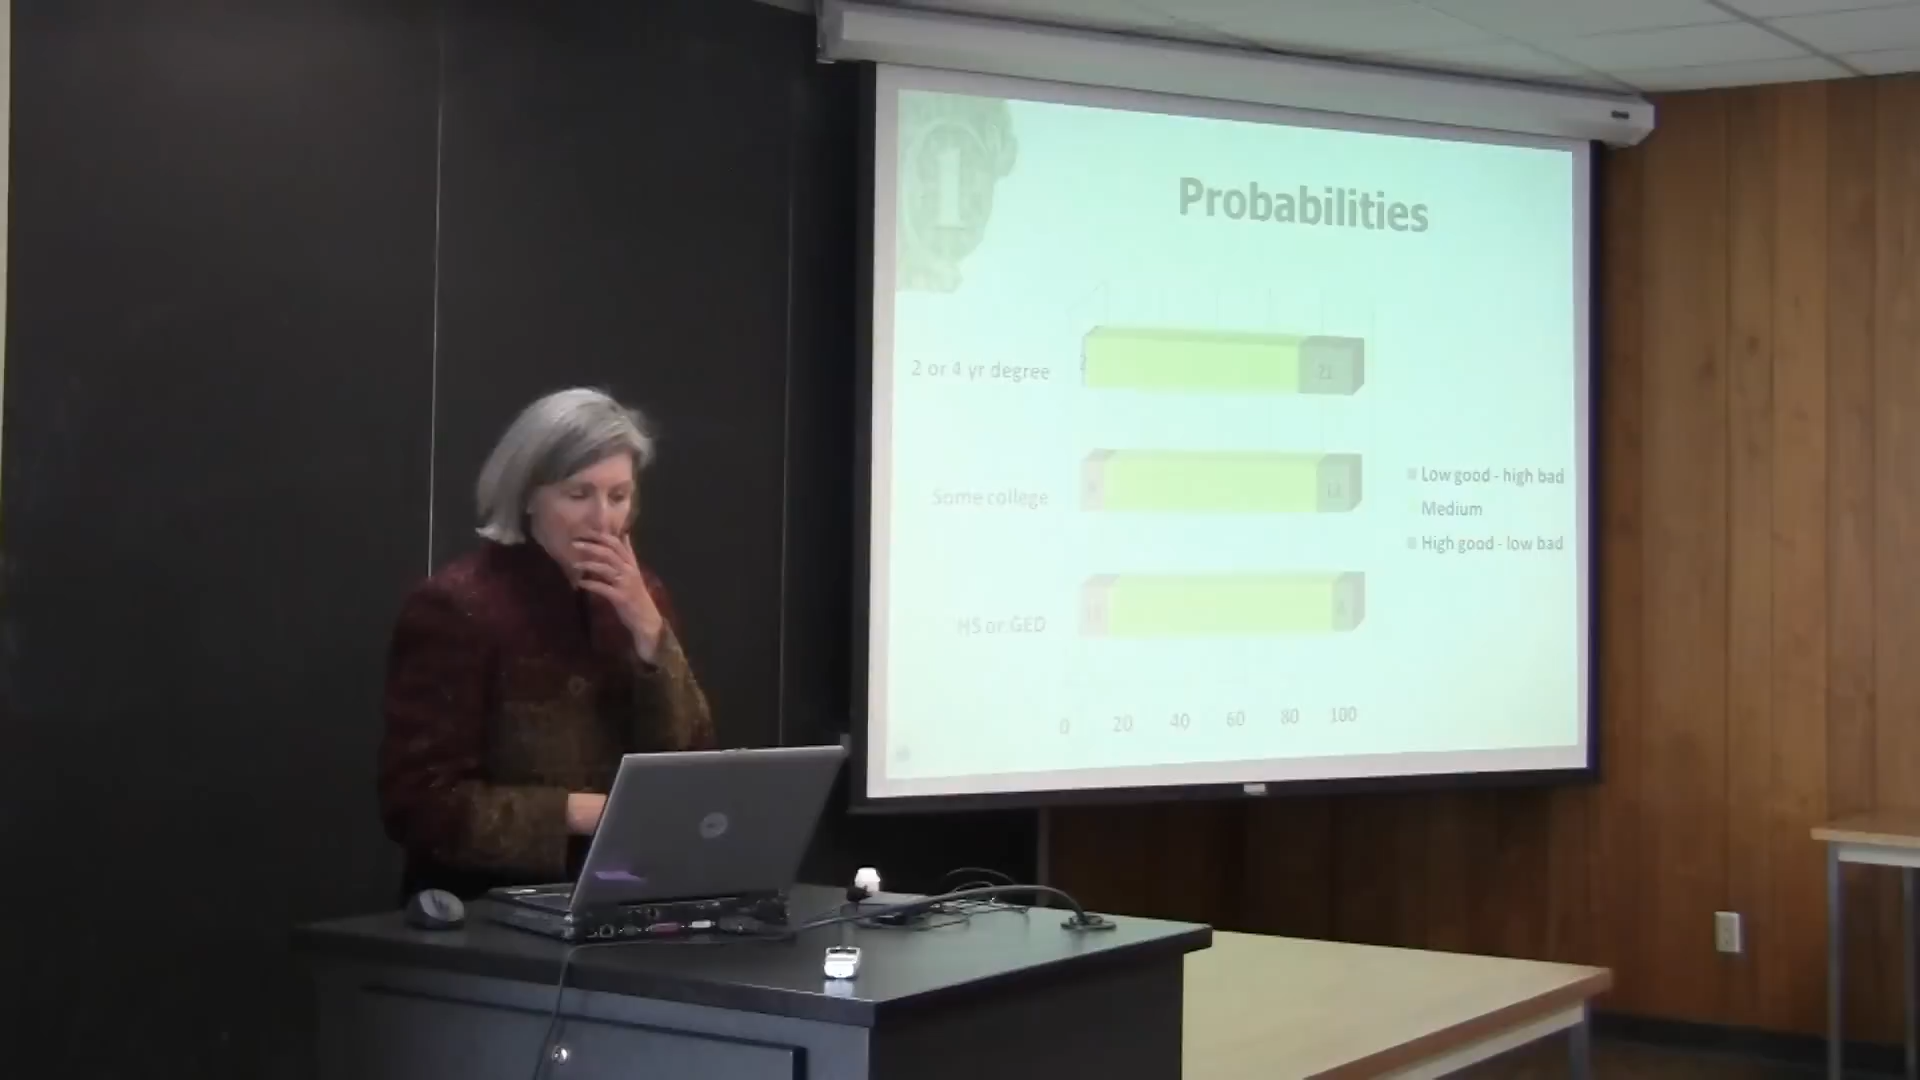 1
Probabilities
2 or 4 yr degree
Some college
HS or GED
Low good - high bad
Medium
High good - low bad
0 20 40 60 80 100